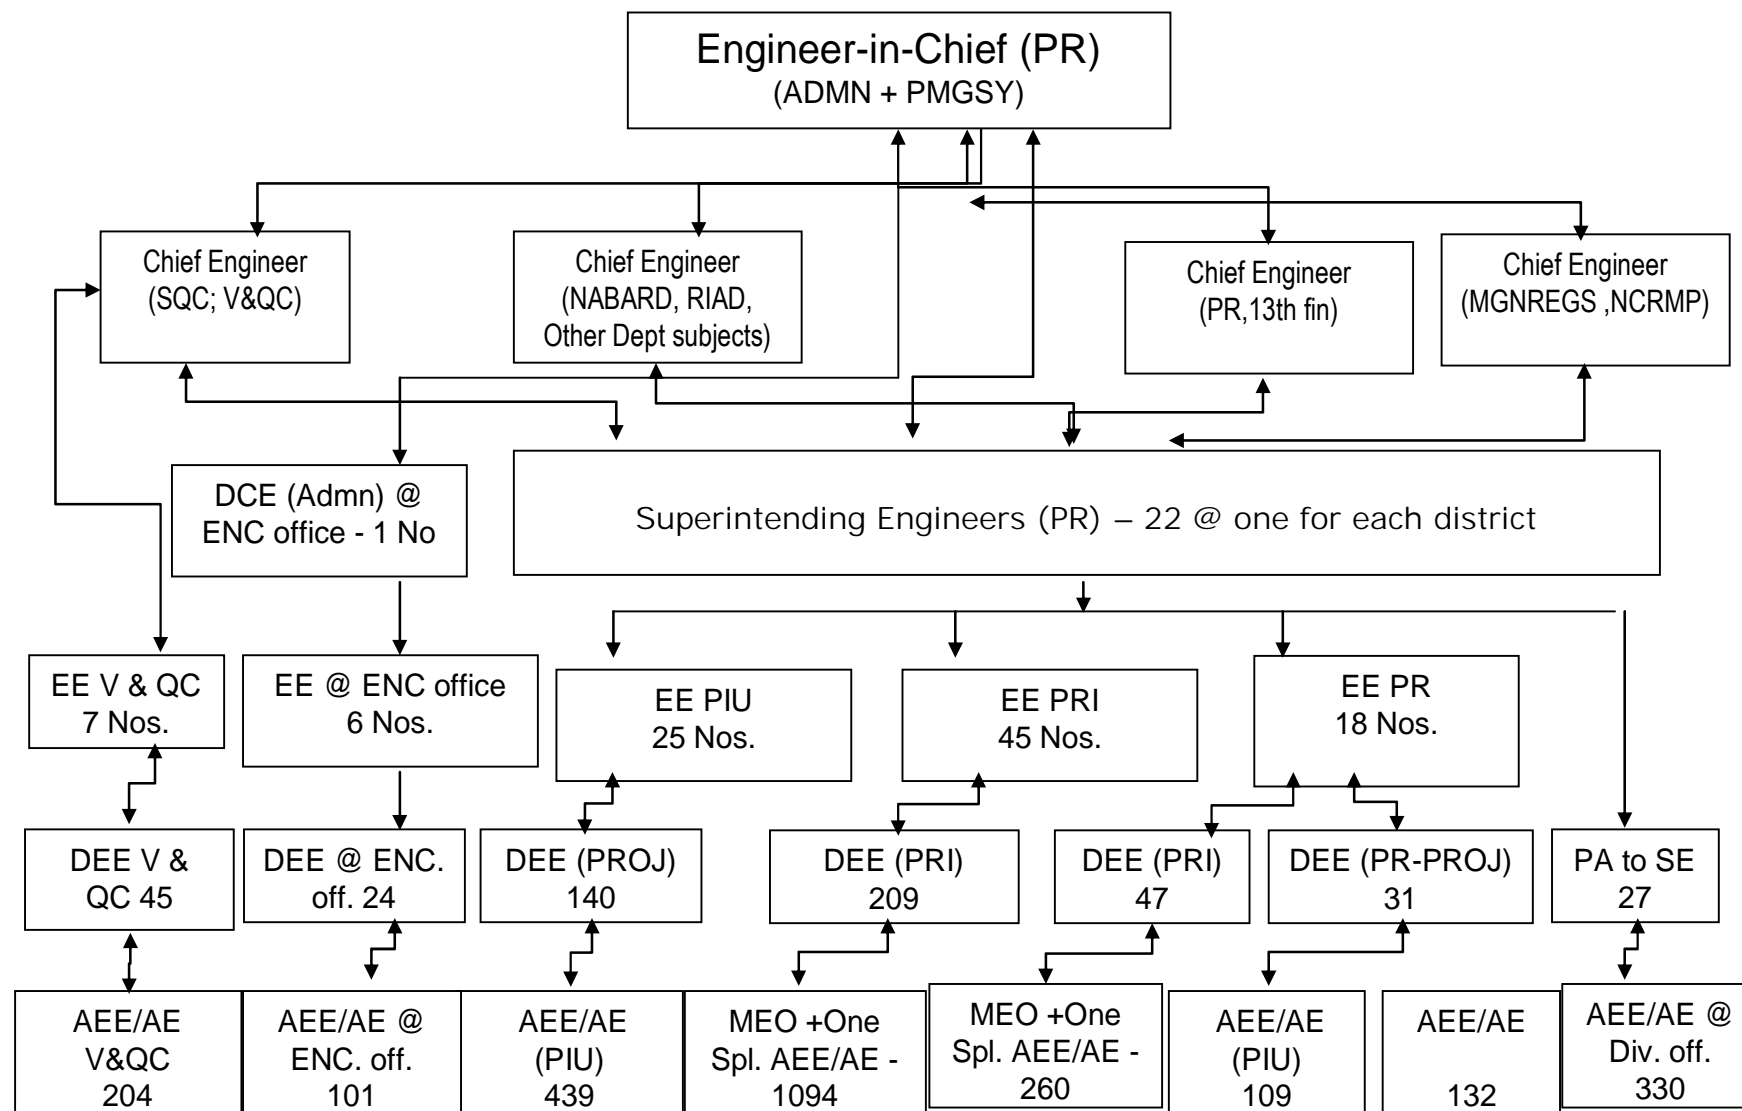 Engineer-in-Chief (PR)
(ADMN + PMGSY)
Chief Engineer
(SQC; V&QC)
Chief Engineer
(NABARD, RIAD,
Other Dept subjects)
Chief Engineer
(PR,13th fin)
Chief Engineer
(MGNREGS ,NCRMP)
DCE (Admn) @
ENC office - 1 No
Superintending Engineers (PR) – 22 @ one for each district
EE V & QC
7 Nos.
EE @ ENC office
6 Nos.
EE PIU
25 Nos.
EE PRI
45 Nos.
EE PR
18 Nos.
DEE V &
QC 45
DEE @ ENC.
off. 24
DEE (PROJ)
140
DEE (PRI)
209
DEE (PRI)
47
DEE (PR-PROJ)
31
PA to SE
27
AEE/AE
V&QC
204
AEE/AE @
ENC. off.
101
AEE/AE
(PIU)
439
MEO +One
Spl. AEE/AE -
1094
MEO +One
Spl. AEE/AE -
260
AEE/AE
(PIU)
109
AEE/AE
132
AEE/AE @
Div. off.
330